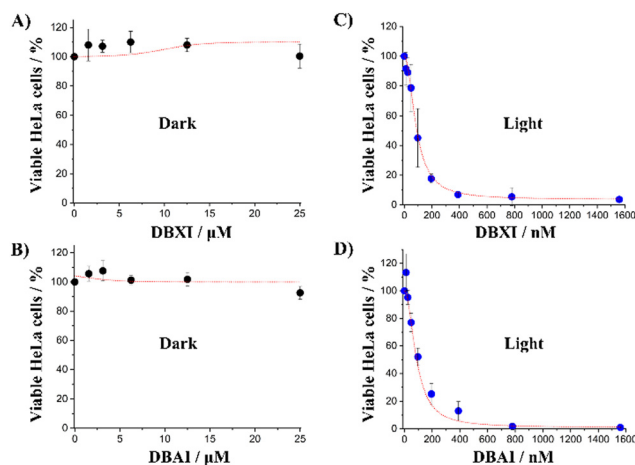 A)
Viable HeLa cells / %
120
100
80
60
40
20
0
Dark
0 5 10 15 20 25
DBXI / µM
C)
Viable HeLa cells / %
120
100
80
60
40
20
0
Light
0 200 400 600 800 1000 1200 1400 1600
DBXI / nM
B)
Viable HeLa cells / %
120
100
80
60
40
20
0
Dark
0 5 10 15 20 25
DBAI / µM
D)
Viable HeLa cells / %
120
100
80
60
40
20
0
Light
0 200 400 600 800 1000 1200 1400 1600
DBAI / nM